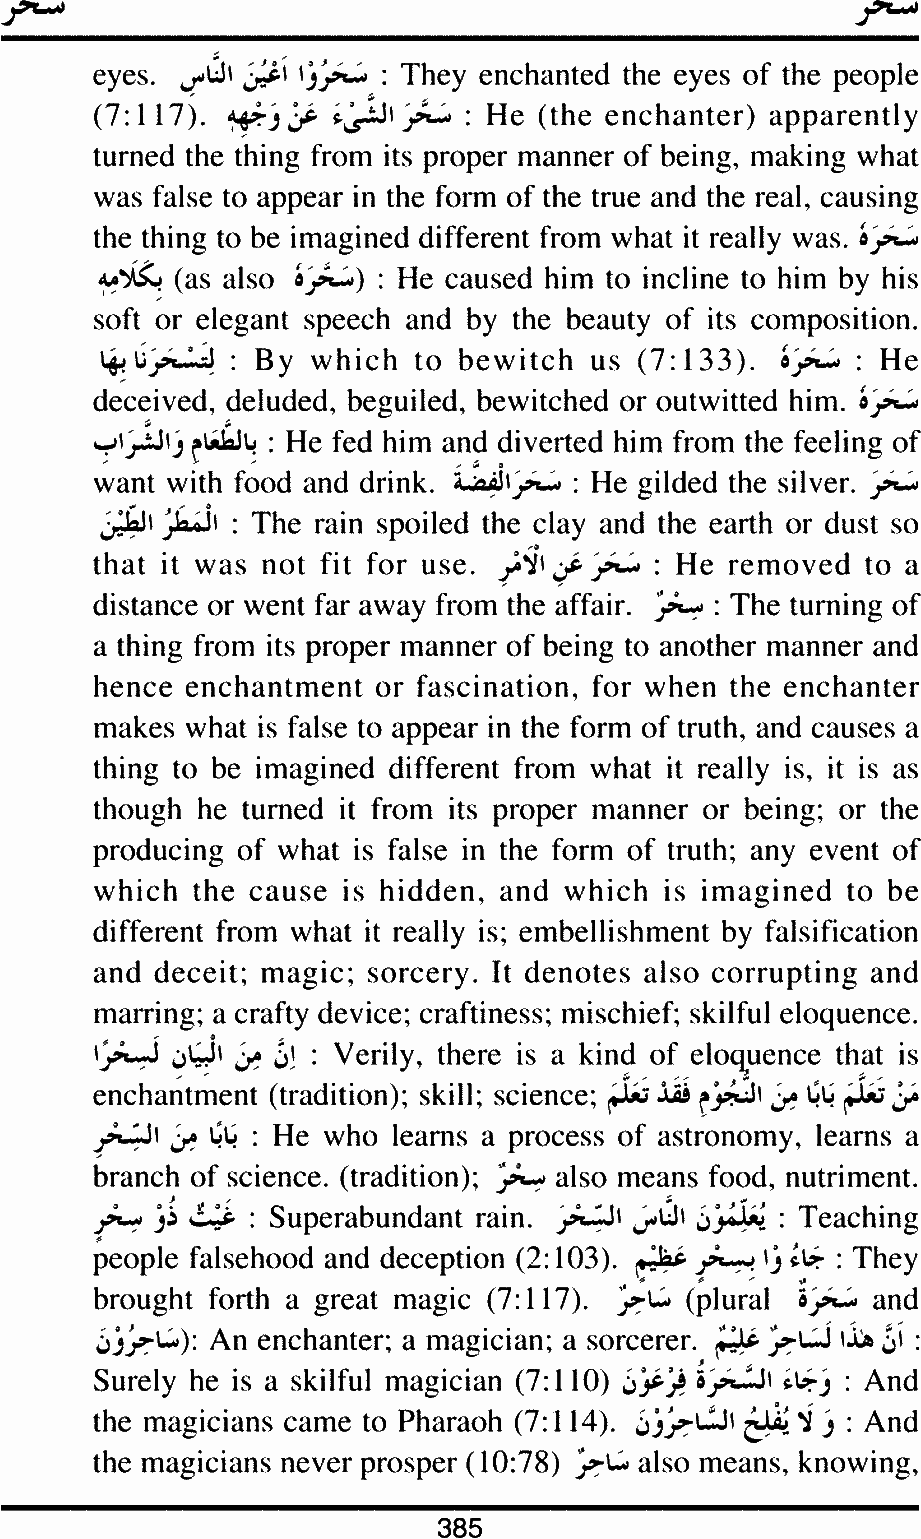 سحر سحر
eyes. سَحَرُوْا اَعْيُنَ النَّاسِ : They enchanted the eyes of the people
(7:117). سَحَرَ الشَّىْءَ عَنْ وَجْهِهٖ : He (the enchanter) apparently
turned the thing from its proper manner of being, making what
was false to appear in the form of the true and the real, causing
the thing to be imagined different from what it really was. سَحَرَهٗ
بِكَلَامِهٖ (as also سَحَّرَهٗ) : He caused him to incline to him by his
soft or elegant speech and by the beauty of its composition.
لِتَسْحَرَنَا بِهَا : By which to bewitch us (7:133). سَحَرَهٗ : He
deceived, deluded, beguiled, bewitched or outwitted him. سَحَرَهٗ
بِالطَّعَامِ وَالشَّرَابِ : He fed him and diverted him from the feeling of
want with food and drink. سَحَرَالْفِضَّةَ : He gilded the silver. سَحَرَ
الْمَطَرُ الطِّيْنَ : The rain spoiled the clay and the earth or dust so
that it was not fit for use. سَحَرَ عَنِ الْاَمْرِ : He removed to a
distance or went far away from the affair. سِحْرٌ : The turning of
a thing from its proper manner of being to another manner and
hence enchantment or fascination, for when the enchanter
makes what is false to appear in the form of truth, and causes a
thing to be imagined different from what it really is, it is as
though he turned it from its proper manner or being; or the
producing of what is false in the form of truth; any event of
which the cause is hidden, and which is imagined to be
different from what it really is; embellishment by falsification
and deceit; magic; sorcery. It denotes also corrupting and
marring; a crafty device; craftiness; mischief; skilful eloquence.
اِنَّ مِنَ الْبَيَانِ لَسِحْرًا : Verily, there is a kind of eloquence that is
enchantment (tradition); skill; science; مَنْ تَعَلَّمَ بَابًا مِنَ النُّجُوْمِ فَقَدْ تَعَلَّمَ
بَابًا مِنَ السِّحْرِ : He who learns a process of astronomy, learns a
branch of science. (tradition); سِحْرٌ also means food, nutriment.
غَيْثٌ ذُوْ سِحْرٍ : Superabundant rain. يُعَلِّمُوْنَ النَّاسَ السِّحْرَ : Teaching
people falsehood and deception (2:103). جَاءُ وْا بِسِحْرٍ عَظِيْمٍ : They
brought forth a great magic (7:117). سَاحِرٌ (plural سَحَرَةٌ and
سَاحِرُوْنَ): An enchanter; a magician; a sorcerer. اَنَّ هٰذَا لَسَاحِرٌ عَلِيْمٌ :
Surely he is a skilful magician (7:110) وَجَاءَ السَّحَرَةُ فِرْعَوْنَ : And
the magicians came to Pharaoh (7:114). وَ لَا يُفْلِحُ السَّاحِرُوْنَ : And
the magicians never prosper (10:78) سَاحِرٌ also means, knowing,
385